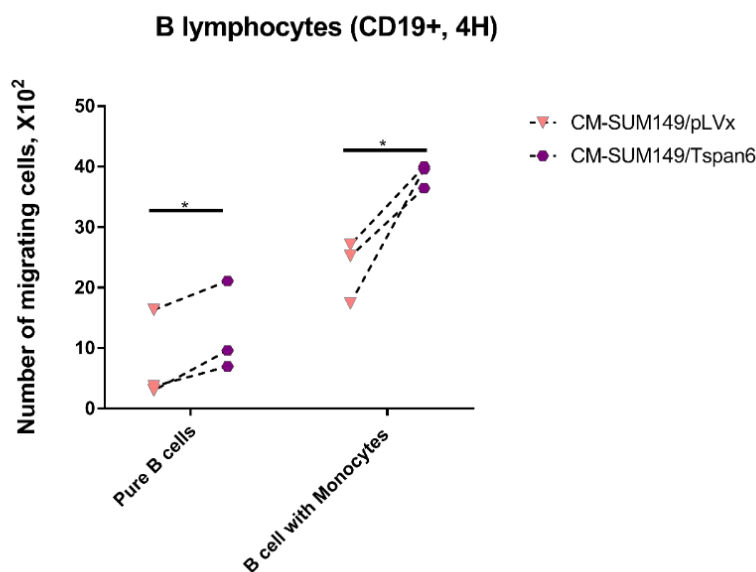 B lymphocytes (CD19+, 4H)
Number of migrating cells, X10²
50
40
30
20
10
0
*
*
Pure B cells
B cell with Monocytes
CM-SUM149/pLVx
CM-SUM149/Tspan6